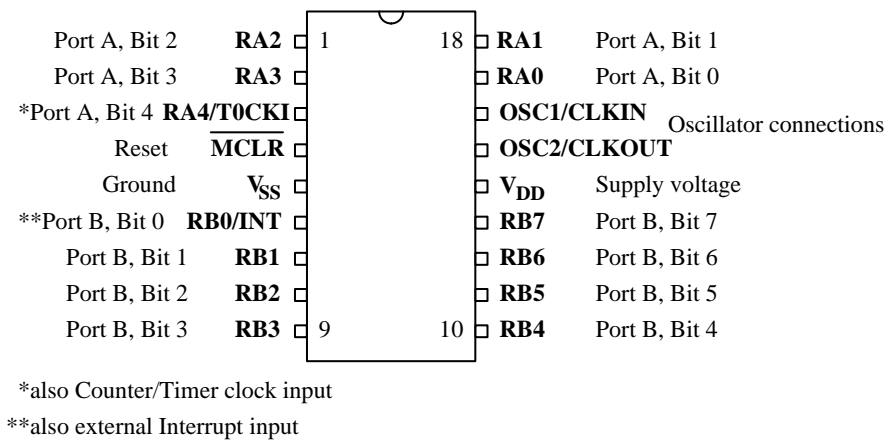 Port A, Bit 2 RA2 1 18 RA1 Port A, Bit 1
Port A, Bit 3 RA3 RA0 Port A, Bit 0
*Port A, Bit 4 RA4/T0CKI OSC1/CLKIN
Oscillator connections
Reset MCLR OSC2/CLKOUT
Ground VSS VDD Supply voltage
**Port B, Bit 0 RB0/INT RB7 Port B, Bit 7
Port B, Bit 1 RB1 RB6 Port B, Bit 6
Port B, Bit 2 RB2 RB5 Port B, Bit 5
Port B, Bit 3 RB3 9 10 RB4 Port B, Bit 4
*also Counter/Timer clock input
**also external Interrupt input